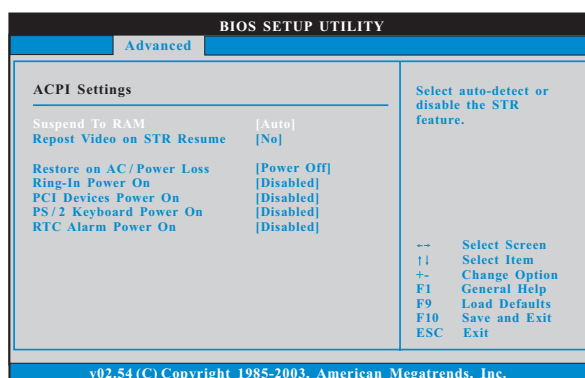 BIOS SETUP UTILITY
Advanced
ACPI Settings
Suspend To RAM [Auto]
Repost Video on STR Resume [No]
Restore on AC / Power Loss [Power Off]
Ring-In Power On [Disabled]
PCI Devices Power On [Disabled]
PS / 2 Keyboard Power On [Disabled]
RTC Alarm Power On [Disabled]
Select auto-detect or
disable the STR
feature.
←→ Select Screen
↑↓ Select Item
+- Change Option
F1 General Help
F9 Load Defaults
F10 Save and Exit
ESC Exit
v02.54 (C) Copyright 1985-2003, American Megatrends, Inc.